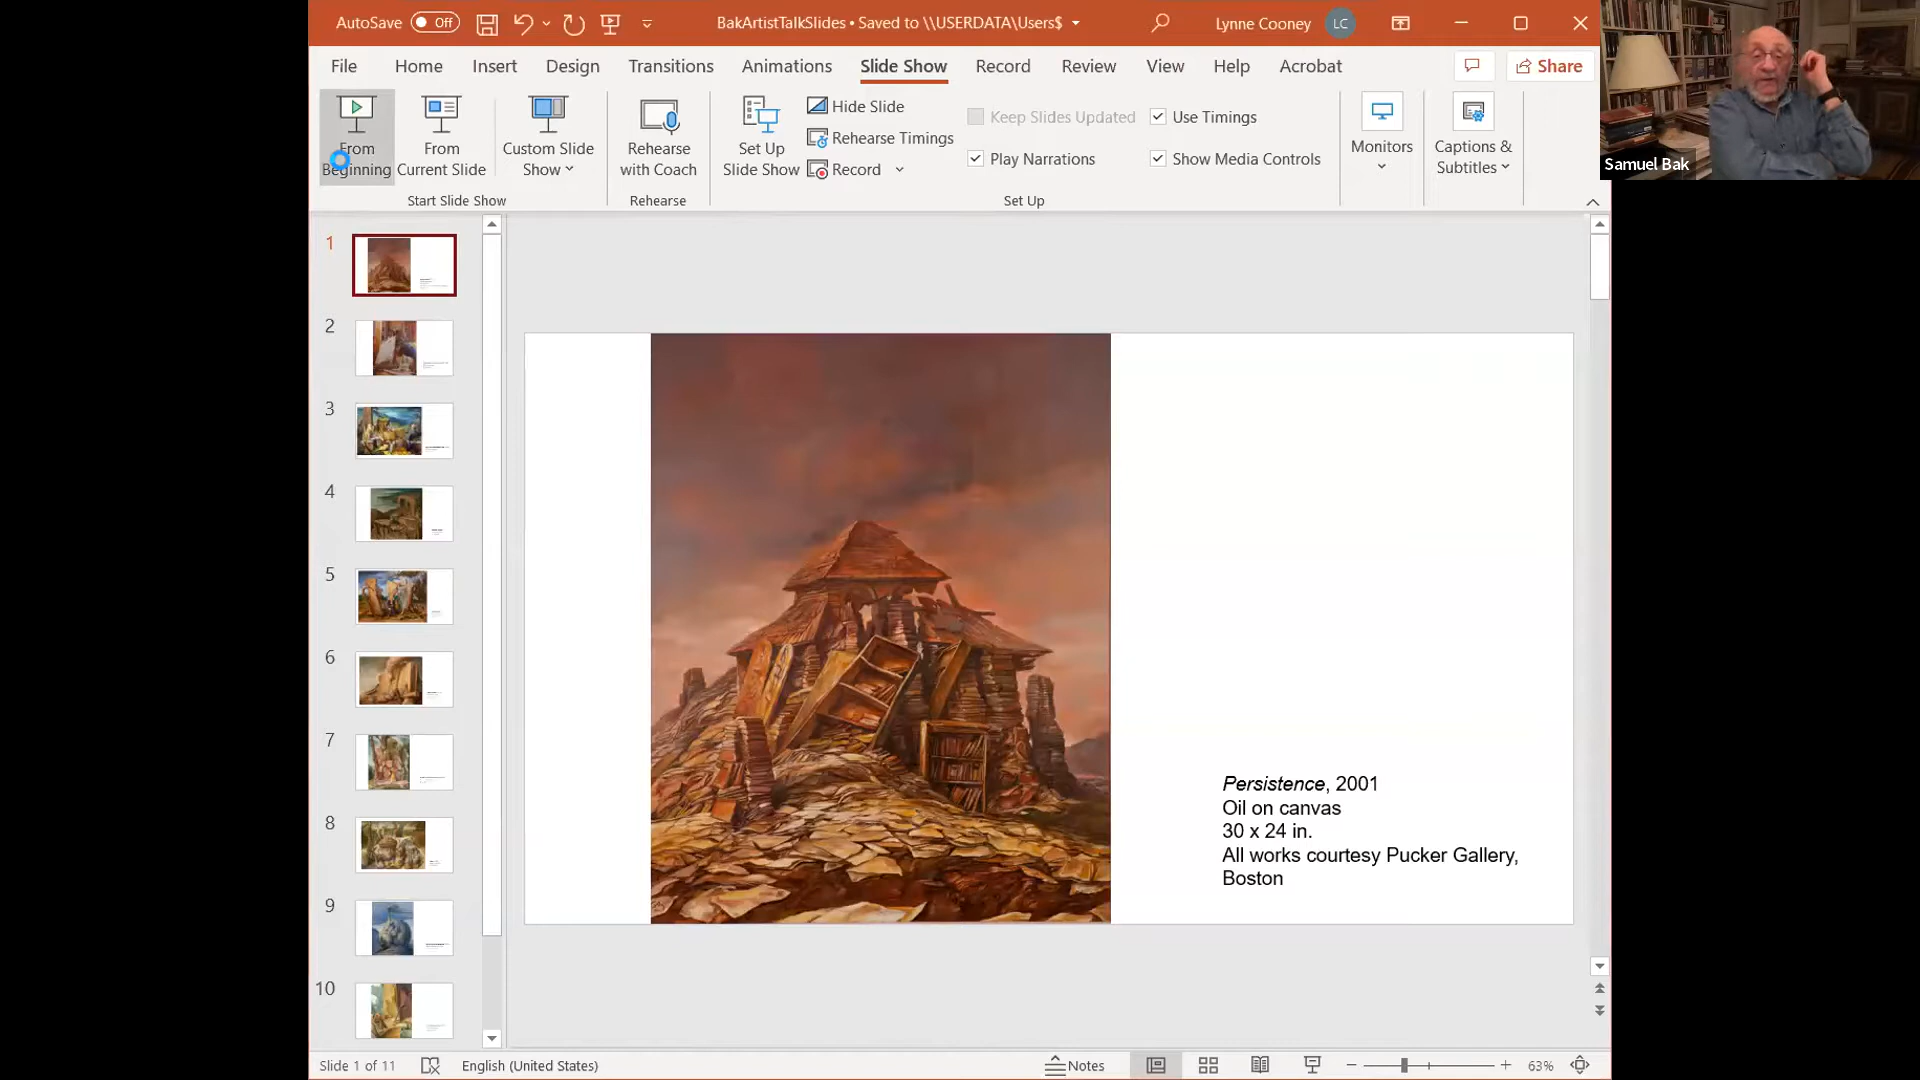 AutoSave Off BakArtistTalkSlides • Saved to \\USERDATA\Users$ Lynne Cooney LC
File Home Insert Design Transitions Animations Slide Show Record Review View Help Acrobat Share
From Beginning
From Current Slide
Custom Slide Show
Start Slide Show
Rehearse with Coach
Rehearse
Set Up Slide Show
Hide Slide
Rehearse Timings
Record
Keep Slides Updated
Play Narrations
Use Timings
Show Media Controls
Set Up
Monitors
Captions & Subtitles
Samuel Bak
1
2
3
4
5
6
7
8
9
10
Persistence, 2001
Oil on canvas
30 x 24 in.
All works courtesy Pucker Gallery,
Boston
Slide 1 of 11 English (United States) Notes 63%